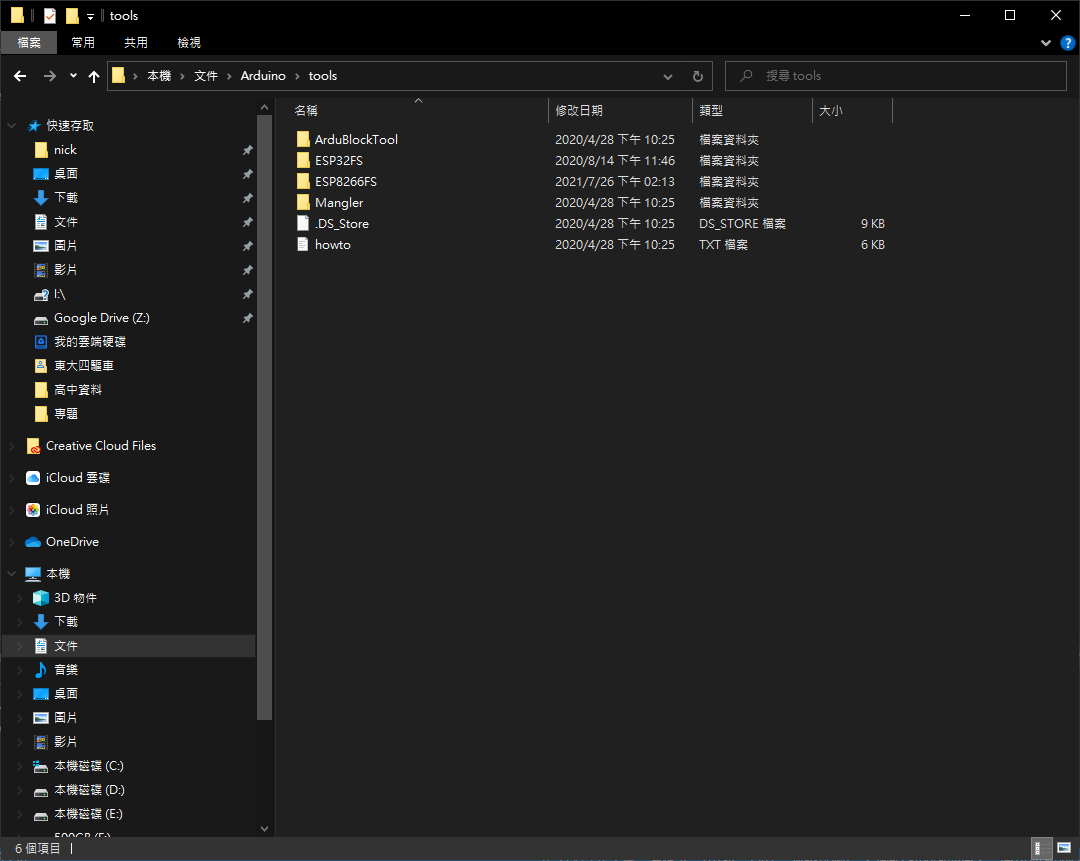 tools
檔案 常用 共用 檢視
本機 › 文件 › Arduino › tools
搜尋 tools
快速存取
nick
桌面
下載
文件
圖片
影片
I:\
Google Drive (Z:)
我的雲端硬碟
東大四驅車
高中資料
專題
Creative Cloud Files
iCloud 雲碟
iCloud 照片
OneDrive
本機
3D 物件
下載
文件
音樂
桌面
圖片
影片
本機磁碟 (C:)
本機磁碟 (D:)
本機磁碟 (E:)
500GB (F:)
名稱 修改日期 類型 大小
ArduBlockTool 2020/4/28 下午 10:25 檔案資料夾
ESP32FS 2020/8/14 下午 11:46 檔案資料夾
ESP8266FS 2021/7/26 下午 02:13 檔案資料夾
Mangler 2020/4/28 下午 10:25 檔案資料夾
.DS_Store 2020/4/28 下午 10:25 DS_STORE 檔案 9 KB
howto 2020/4/28 下午 10:25 TXT 檔案 6 KB
6 個項目